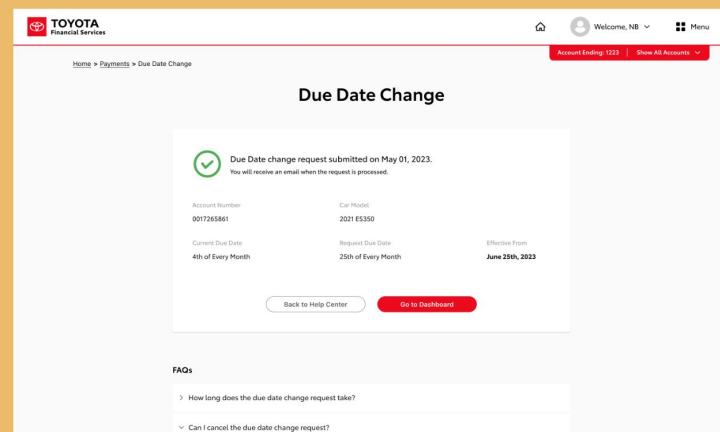 TOYOTA
Financial Services
Welcome, NB
Menu
Account Ending: 1223 | Show All Accounts
Home > Payments > Due Date Change
Due Date Change
Due Date change request submitted on May 01, 2023.
You will receive an email when the request is processed.
Account Number Car Model
0017265861 2021 ES350
Current Due Date Request Due Date Effective From
4th of Every Month 25th of Every Month June 25th, 2023
Back to Help Center Go to Dashboard
FAQs
How long does the due date change request take?
Can I cancel the due date change request?